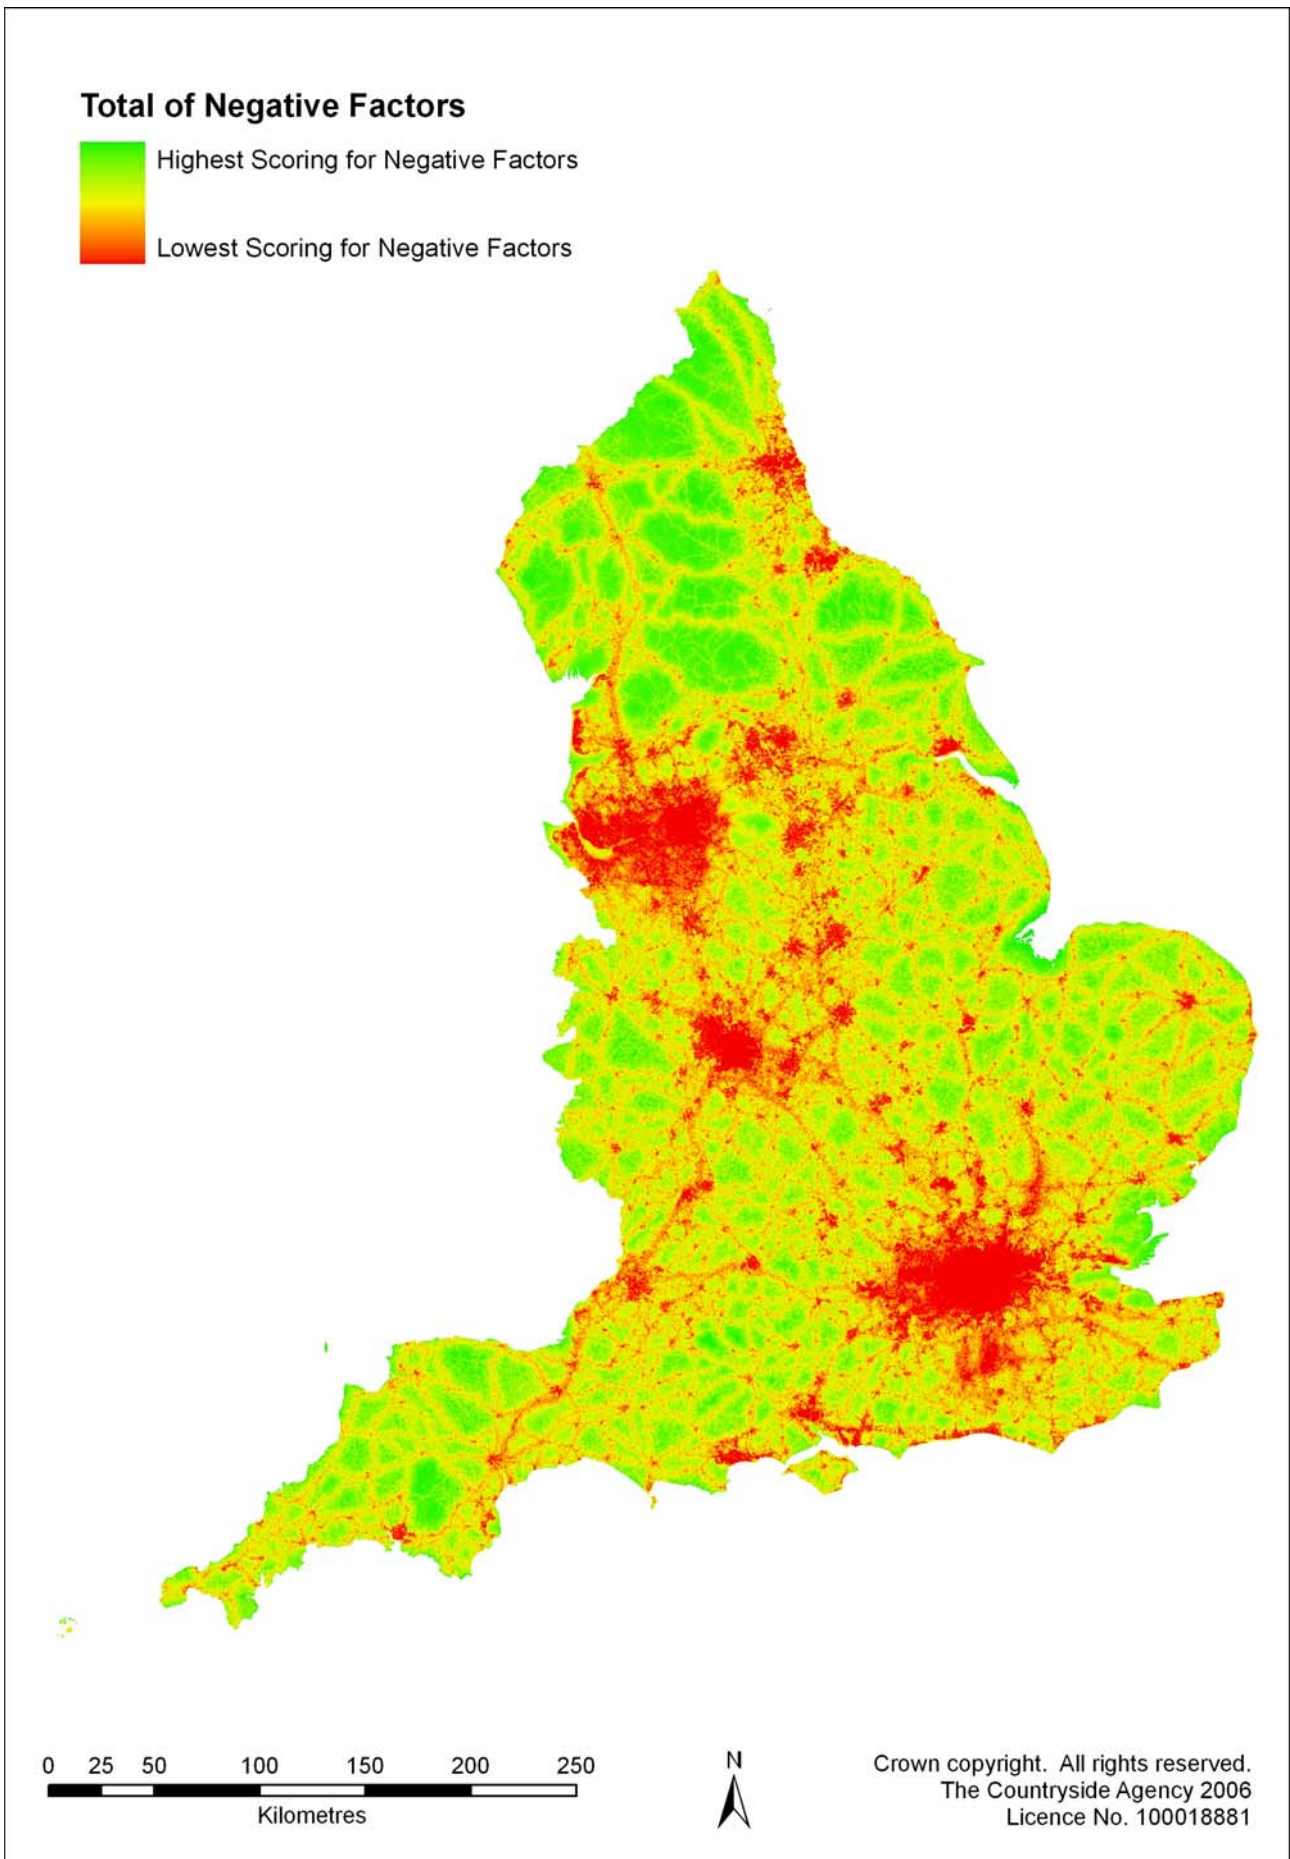 Total of Negative Factors
Highest Scoring for Negative Factors
Lowest Scoring for Negative Factors
0 25 50 100 150 200 250
Kilometres
N
Crown copyright. All rights reserved.
The Countryside Agency 2006
Licence No. 100018881